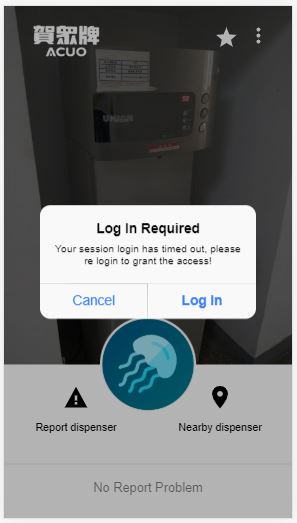 賀眾牌
ACUO
UNIAN
Log In Required
Your session login has timed out, please
re login to grant the access!
Cancel
Log In
Report dispenser
Nearby dispenser
No Report Problem